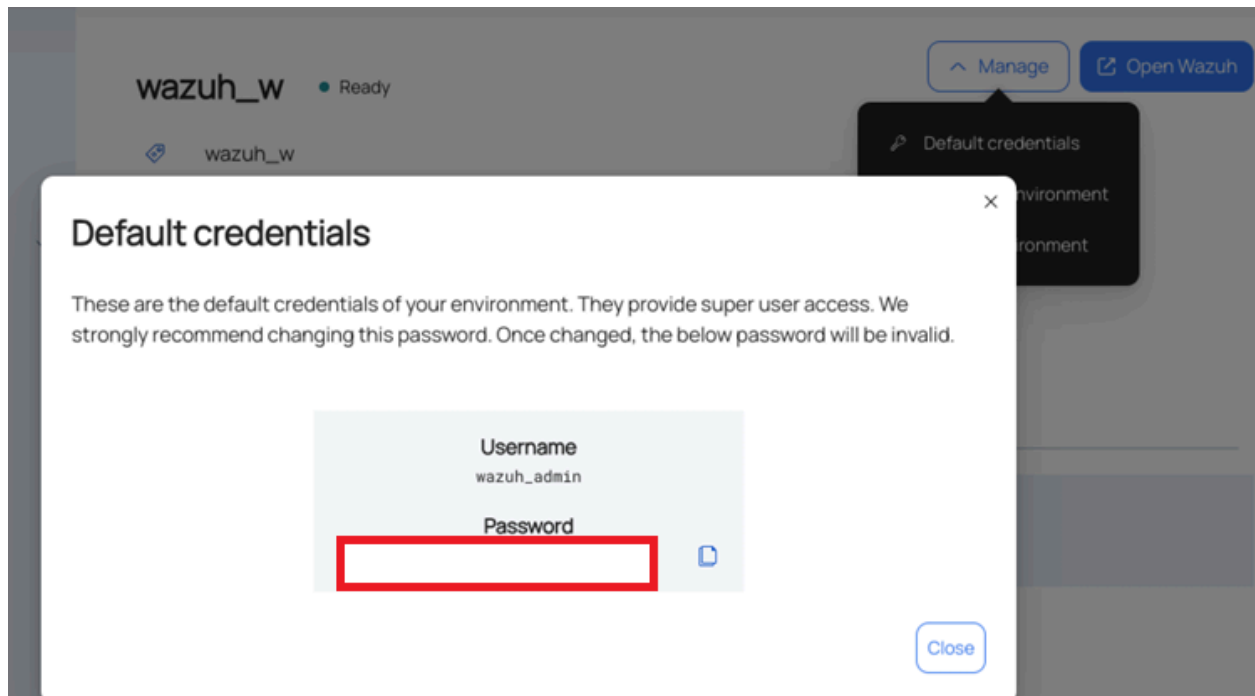 wazuh_w
Ready
Manage
Open Wazuh
wazuh_w
Default credentials
nvironment
ronment
Default credentials
These are the default credentials of your environment. They provide super user access. We
strongly recommend changing this password. Once changed, the below password will be invalid.
Username
wazuh_admin
Password
Close